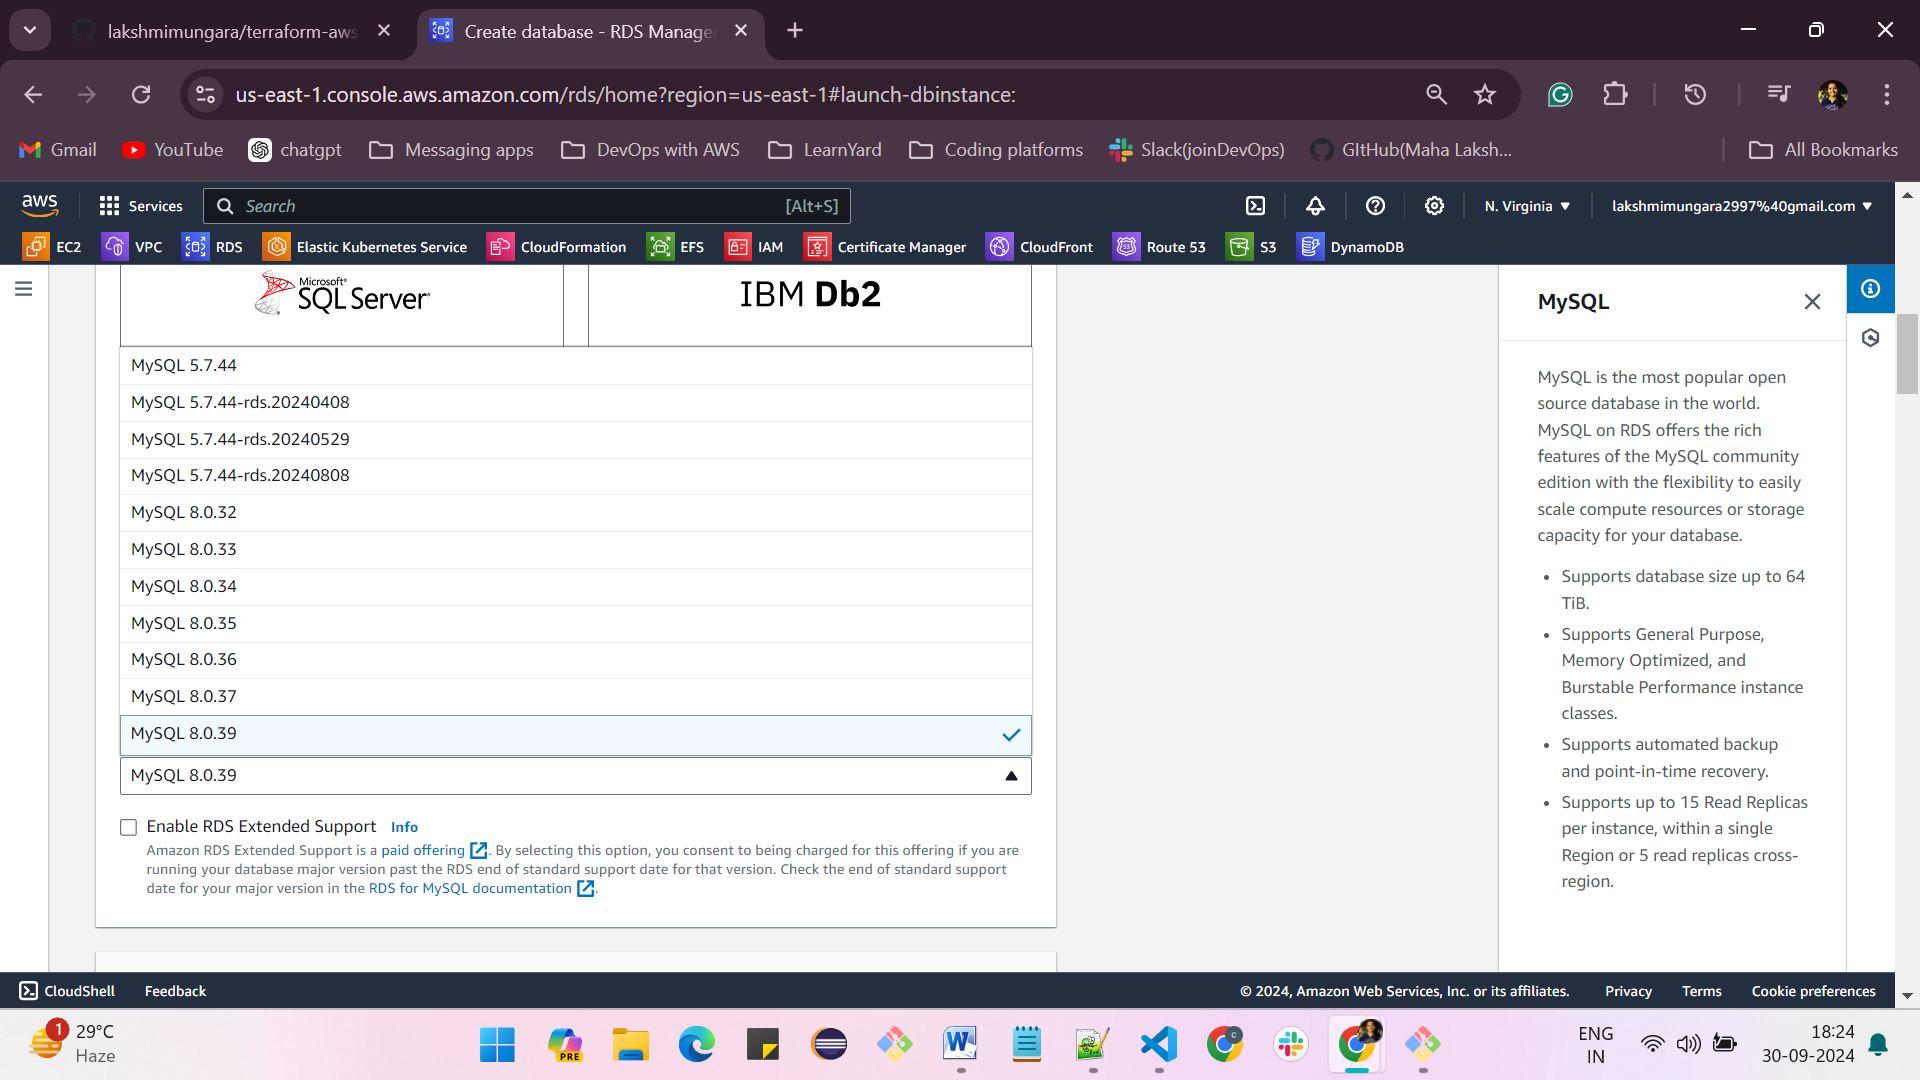 lakshmimungara/terraform-aws
Create database - RDS Manage
us-east-1.console.aws.amazon.com/rds/home?region=us-east-1#launch-dbinstance:
Gmail
YouTube
chatgpt
Messaging apps
DevOps with AWS
LearnYard
Coding platforms
Slack(joinDevOps)
GItHub(Maha Laksh...
All Bookmarks
aws
Services
Search
[Alt+S]
N. Virginia
lakshmimungara2997%40gmail.com
EC2
VPC
RDS
Elastic Kubernetes Service
CloudFormation
EFS
IAM
Certificate Manager
CloudFront
Route 53
S3
DynamoDB
Microsoft®
SQL Server®
IBM Db2
MySQL 5.7.44
MySQL 5.7.44-rds.20240408
MySQL 5.7.44-rds.20240529
MySQL 5.7.44-rds.20240808
MySQL 8.0.32
MySQL 8.0.33
MySQL 8.0.34
MySQL 8.0.35
MySQL 8.0.36
MySQL 8.0.37
MySQL 8.0.39
MySQL 8.0.39
Enable RDS Extended Support Info
Amazon RDS Extended Support is a paid offering. By selecting this option, you consent to being charged for this offering if you are
running your database major version past the RDS end of standard support date for that version. Check the end of standard support
date for your major version in the RDS for MySQL documentation.
MySQL
MySQL is the most popular open
source database in the world.
MySQL on RDS offers the rich
features of the MySQL community
edition with the flexibility to easily
scale compute resources or storage
capacity for your database.
• Supports database size up to 64
TiB.
• Supports General Purpose,
Memory Optimized, and
Burstable Performance instance
classes.
• Supports automated backup
and point-in-time recovery.
• Supports up to 15 Read Replicas
per instance, within a single
Region or 5 read replicas cross-
region.
CloudShell
Feedback
© 2024, Amazon Web Services, Inc. or its affiliates.
Privacy
Terms
Cookie preferences
1
29°C
Haze
PRE
ENG
IN
18:24
30-09-2024